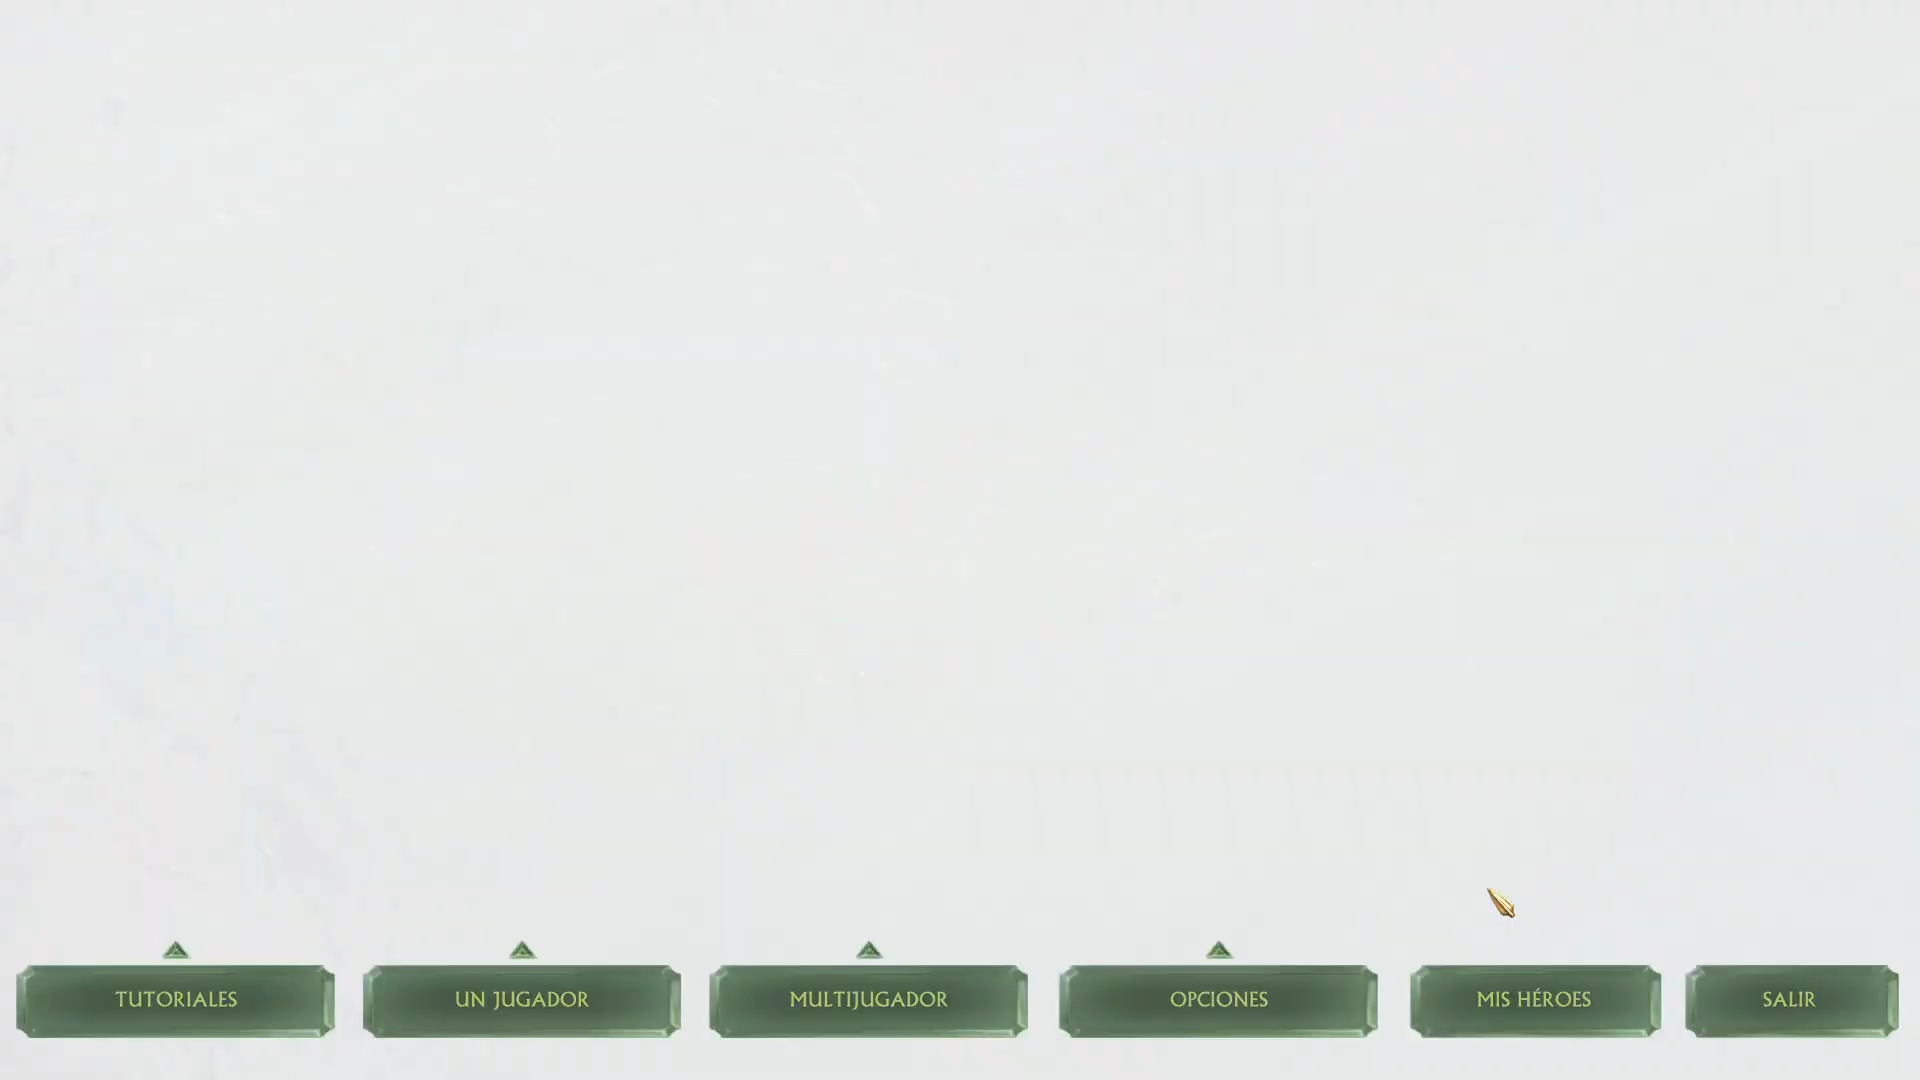 TUTORIALES
UN JUGADOR
MULTIJUGADOR
OPCIONES
MIS HÉROES
SALIR